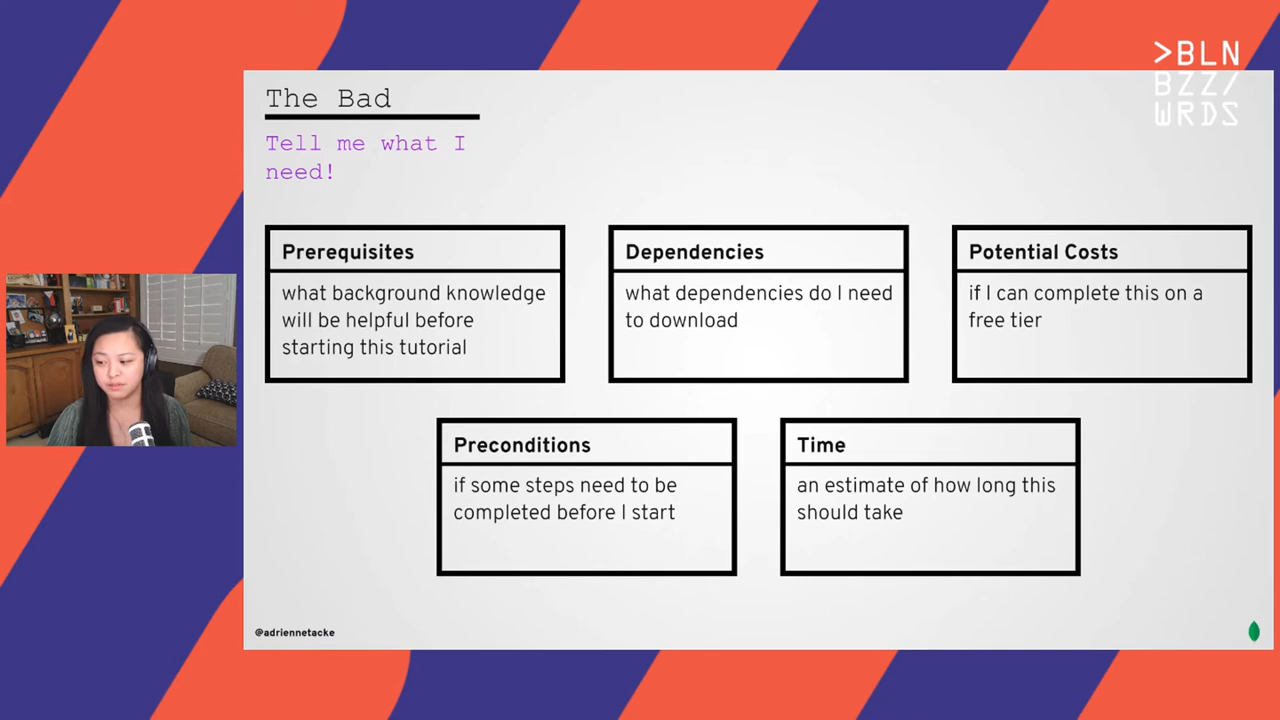 >BLN
BZZ/
WRDS
The Bad
Tell me what I
need!
Prerequisites
what background knowledge
will be helpful before
starting this tutorial
Dependencies
what dependencies do I need
to download
Potential Costs
if I can complete this on a
free tier
Preconditions
if some steps need to be
completed before I start
Time
an estimate of how long this
should take
@adriennetacke